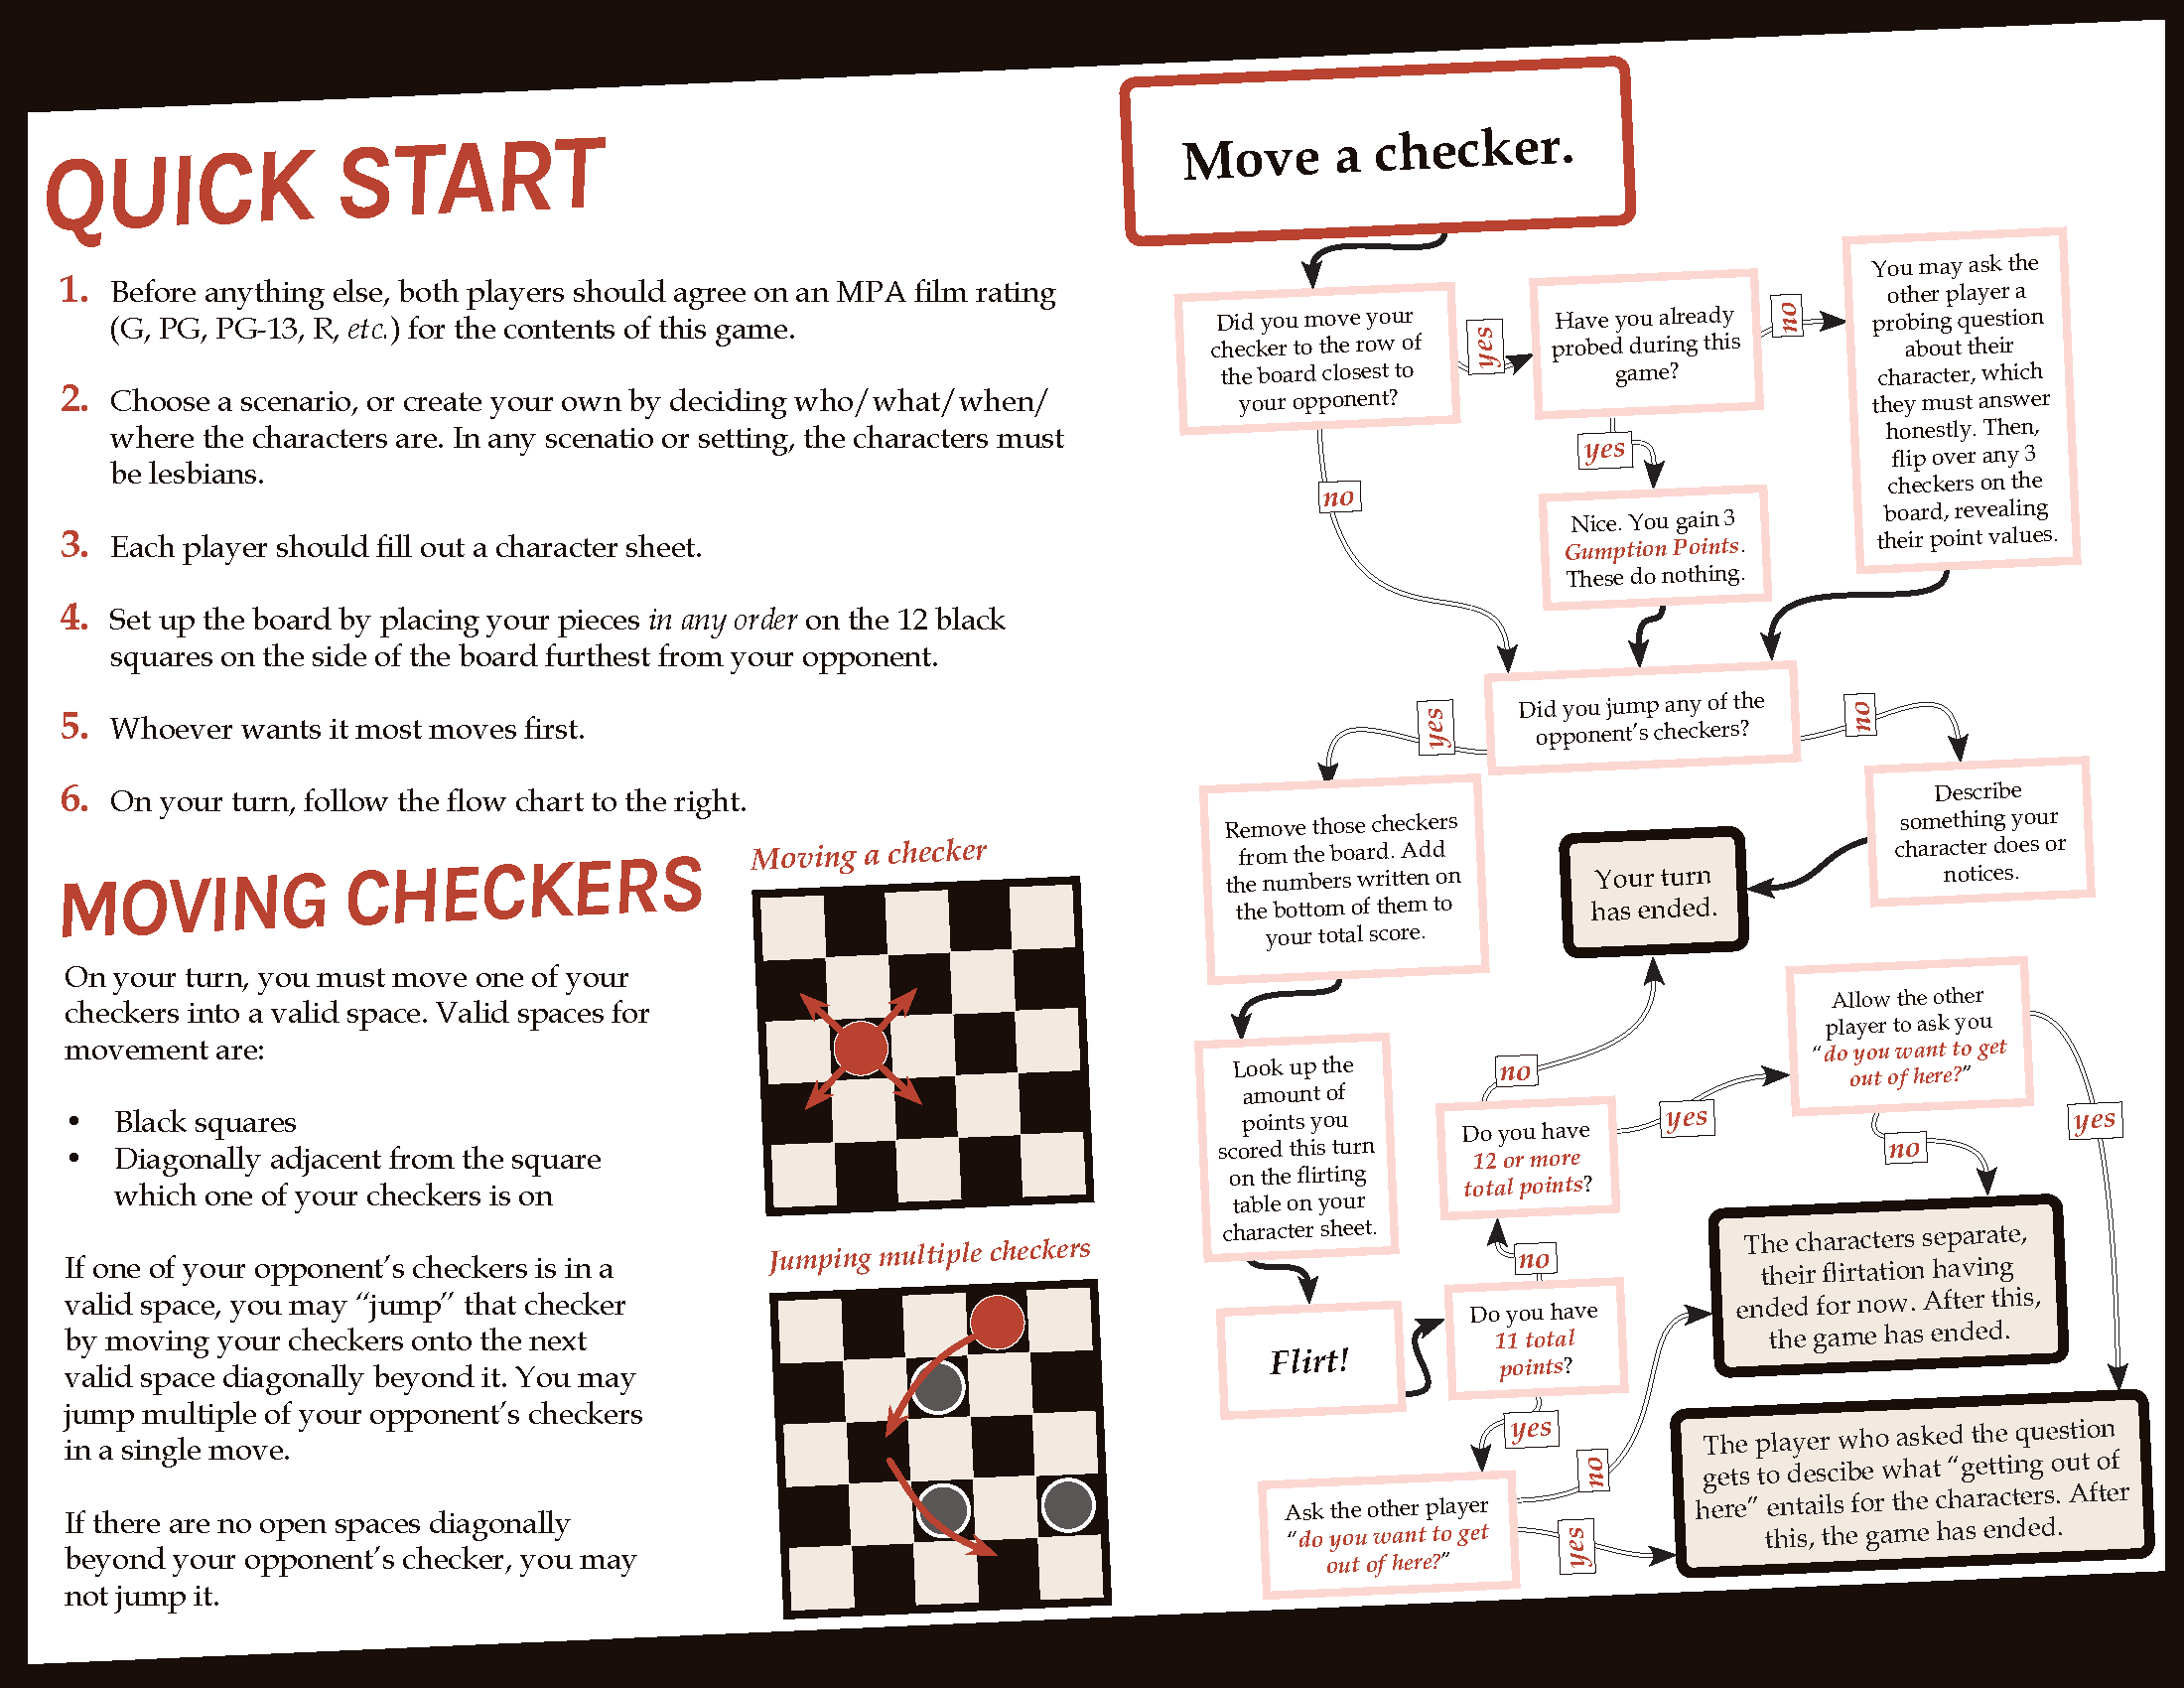 QUICK START
1. Before anything else, both players should agree on an MPA film rating
(G, PG, PG-13, R, etc.) for the contents of this game.
2. Choose a scenario, or create your own by deciding who/what/when/
where the characters are. In any scenatio or setting, the characters must
be lesbians.
3. Each player should fill out a character sheet.
4. Set up the board by placing your pieces in any order on the 12 black
squares on the side of the board furthest from your opponent.
5. Whoever wants it most moves first.
6. On your turn, follow the flow chart to the right.
MOVING CHECKERS
On your turn, you must move one of your
checkers into a valid space. Valid spaces for
movement are:
• Black squares
• Diagonally adjacent from the square
which one of your checkers is on
If one of your opponent's checkers is in a
valid space, you may "jump" that checker
by moving your checkers onto the next
valid space diagonally beyond it. You may
jump multiple of your opponent's checkers
in a single move.
If there are no open spaces diagonally
beyond your opponent's checker, you may
not jump it.
Moving a checker
Jumping multiple checkers
Move a checker.
Did you move your
checker to the row of
the board closest to
your opponent?
yes
no
Have you already
probed during this
game?
no
yes
You may ask the
other player a
probing question
about their
character, which
they must answer
honestly. Then,
flip over any 3
checkers on the
board, revealing
their point values.
Nice. You gain 3
Gumption Points.
These do nothing.
Did you jump any of the
opponent's checkers?
yes
no
Remove those checkers
from the board. Add
the numbers written on
the bottom of them to
your total score.
Describe
something your
character does or
notices.
Your turn
has ended.
Look up the
amount of
points you
scored this turn
on the flirting
table on your
character sheet.
Flirt!
Do you have
11 total
points?
no
yes
Do you have
12 or more
total points?
no
yes
Allow the other
player to ask you
"do you want to get
out of here?"
no
yes
Ask the other player
"do you want to get
out of here?"
no
yes
The characters separate,
their flirtation having
ended for now. After this,
the game has ended.
The player who asked the question
gets to descibe what "getting out of
here" entails for the characters. After
this, the game has ended.